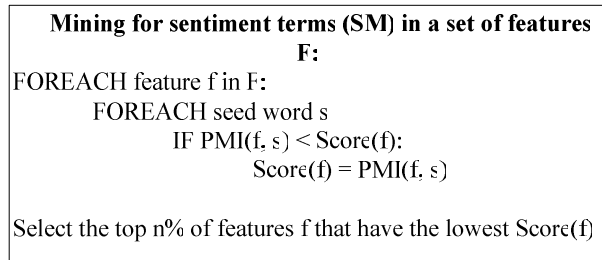 Mining for sentiment terms (SM) in a set of features
F:
FOREACH feature f in F:
FOREACH seed word s
IF PMI(f, s) < Score(f):
Score(f) = PMI(f, s)
Select the top n% of features f that have the lowest Score(f)